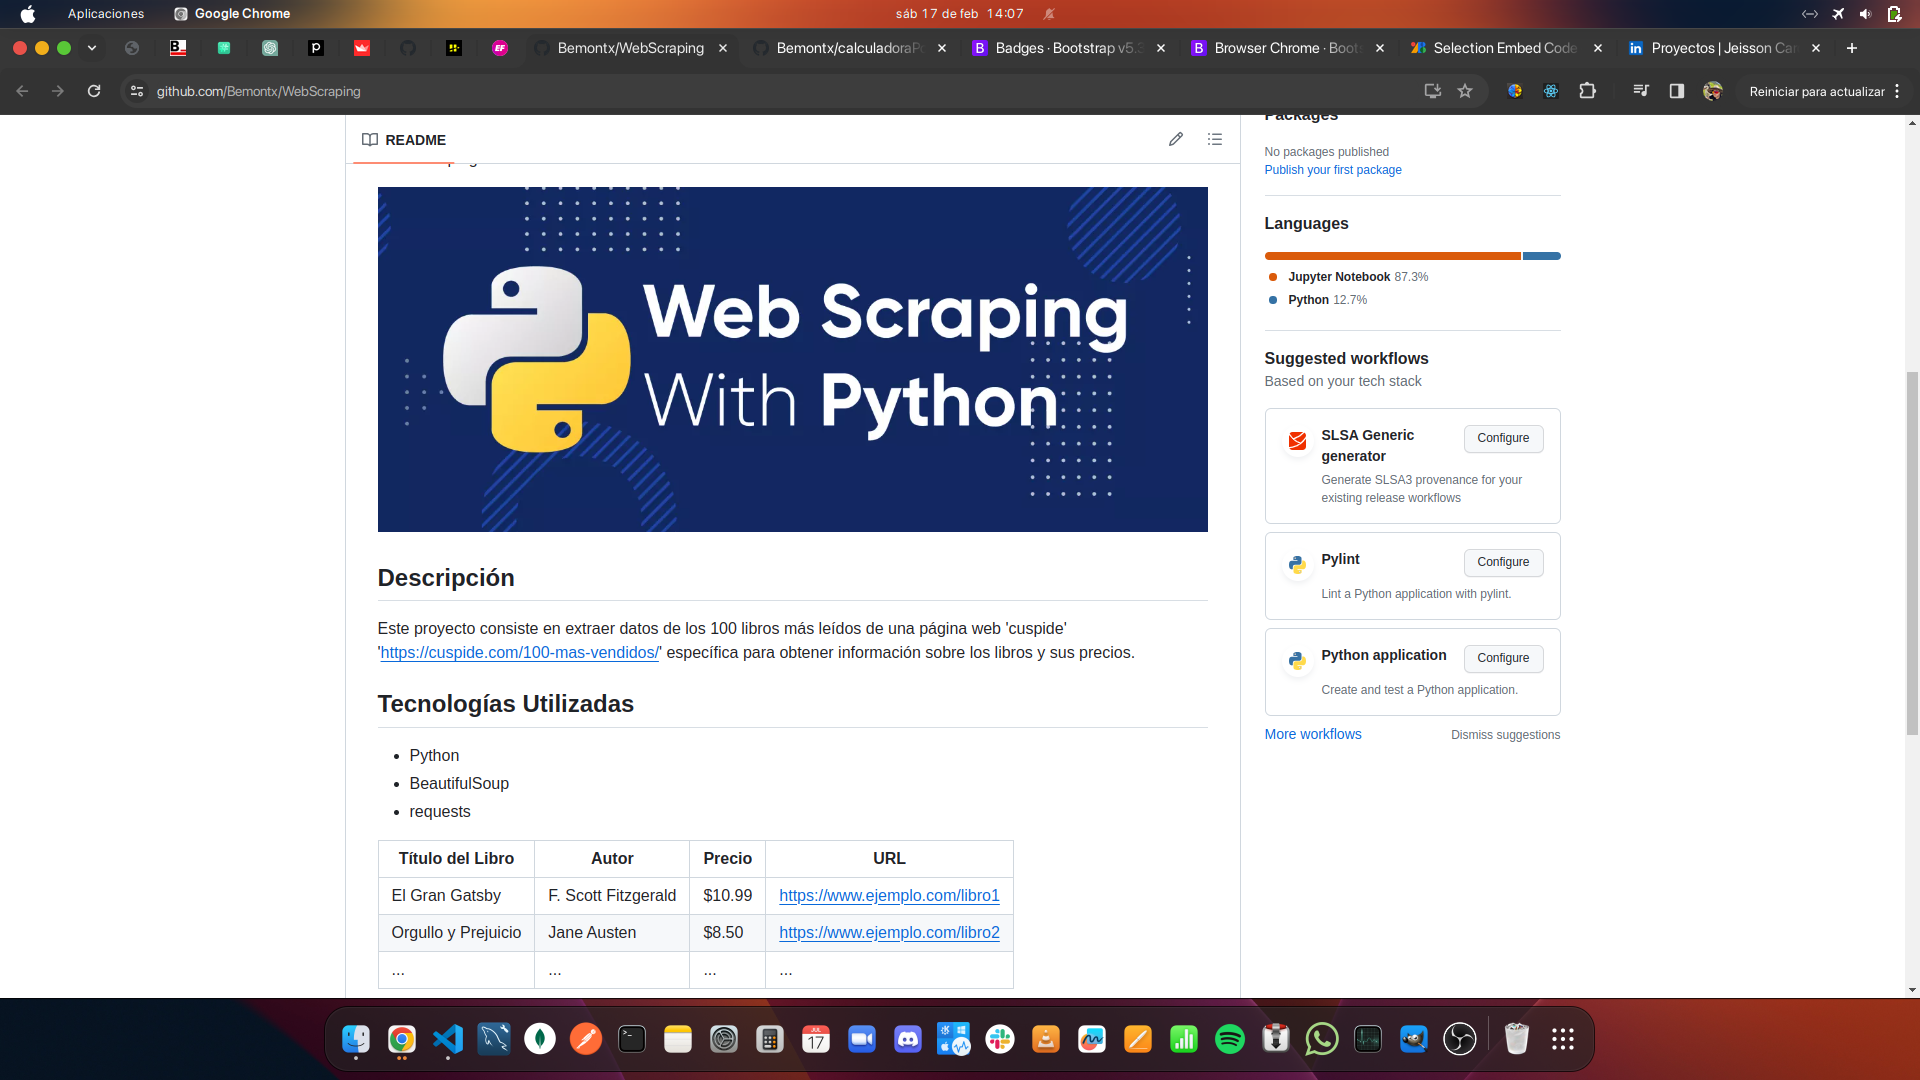 Aplicaciones
Google Chrome
sáb 17 de feb 14:07
Bemontx/WebScraping
Bemontx/calculadoraP
Badges · Bootstrap v5.3
Browser Chrome · Boots
Selection Embed Code
Proyectos | Jeisson Car
github.com/Bemontx/WebScraping
Reiniciar para actualizar
README
Web Scraping
With Python
Descripción
Este proyecto consiste en extraer datos de los 100 libros más leídos de una página web 'cuspide'
'https://cuspide.com/100-mas-vendidos/' específica para obtener información sobre los libros y sus precios.
Tecnologías Utilizadas
Python
BeautifulSoup
requests
Título del Libro Autor Precio URL
El Gran Gatsby F. Scott Fitzgerald $10.99 https://www.ejemplo.com/libro1
Orgullo y Prejuicio Jane Austen $8.50 https://www.ejemplo.com/libro2
... ... ... ...
Packages
No packages published
Publish your first package
Languages
Jupyter Notebook 87.3%
Python 12.7%
Suggested workflows
Based on your tech stack
SLSA Generic
generator
Configure
Generate SLSA3 provenance for your
existing release workflows
Pylint
Configure
Lint a Python application with pylint.
Python application
Configure
Create and test a Python application.
More workflows
Dismiss suggestions
JUL
17